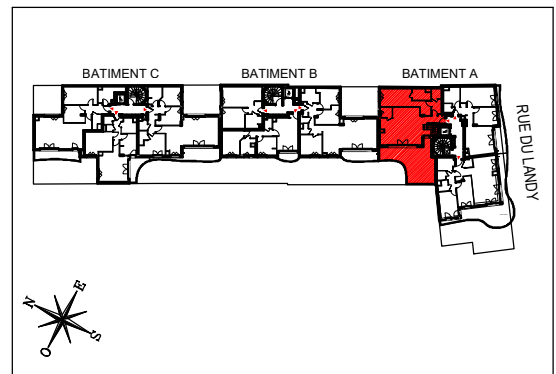 BATIMENT C
BATIMENT B
BATIMENT A
RUE DU LANDY
N
E
O
S